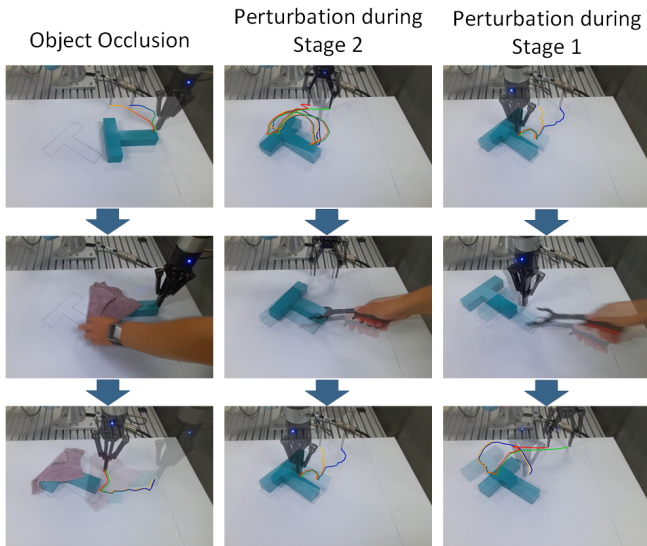 Object Occlusion
Perturbation during
Stage 2
Perturbation during
Stage 1